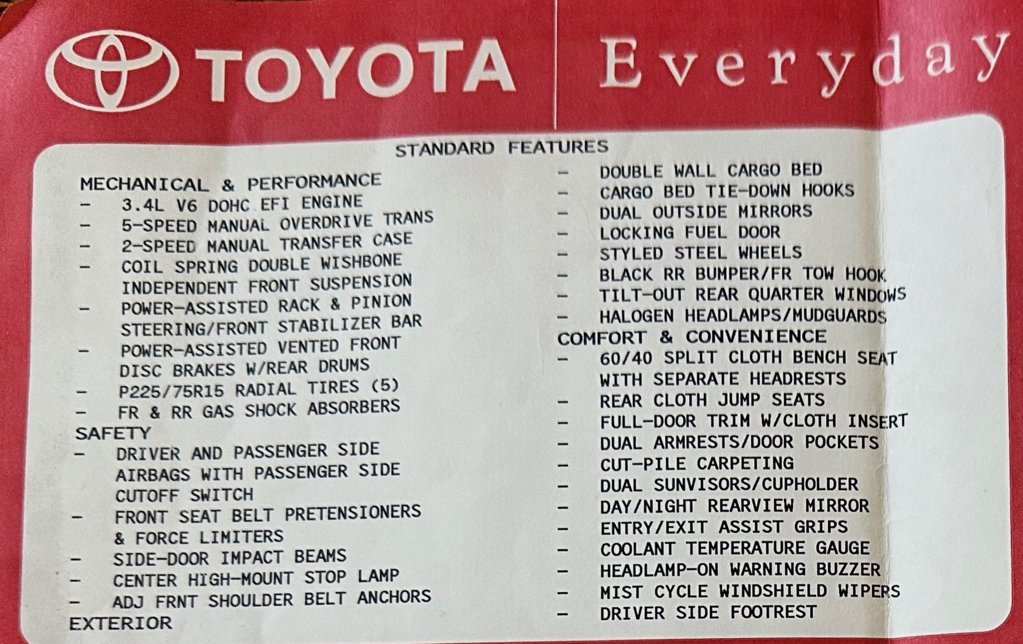 TOYOTA
Everyday
STANDARD FEATURES
MECHANICAL & PERFORMANCE
- 3.4L V6 DOHC EFI ENGINE
- 5-SPEED MANUAL OVERDRIVE TRANS
- 2-SPEED MANUAL TRANSFER CASE
- COIL SPRING DOUBLE WISHBONE
INDEPENDENT FRONT SUSPENSION
- POWER-ASSISTED RACK & PINION
STEERING/FRONT STABILIZER BAR
- POWER-ASSISTED VENTED FRONT
DISC BRAKES W/REAR DRUMS
- P225/75R15 RADIAL TIRES (5)
- FR & RR GAS SHOCK ABSORBERS
SAFETY
- DRIVER AND PASSENGER SIDE
AIRBAGS WITH PASSENGER SIDE
CUTOFF SWITCH
- FRONT SEAT BELT PRETENSIONERS
& FORCE LIMITERS
- SIDE-DOOR IMPACT BEAMS
- CENTER HIGH-MOUNT STOP LAMP
- ADJ FRNT SHOULDER BELT ANCHORS
EXTERIOR
- DOUBLE WALL CARGO BED
- CARGO BED TIE-DOWN HOOKS
- DUAL OUTSIDE MIRRORS
- LOCKING FUEL DOOR
- STYLED STEEL WHEELS
- BLACK RR BUMPER/FR TOW HOOK
- TILT-OUT REAR QUARTER WINDOWS
- HALOGEN HEADLAMPS/MUDGUARDS
COMFORT & CONVENIENCE
- 60/40 SPLIT CLOTH BENCH SEAT
WITH SEPARATE HEADRESTS
- REAR CLOTH JUMP SEATS
- FULL-DOOR TRIM W/CLOTH INSERT
- DUAL ARMRESTS/DOOR POCKETS
- CUT-PILE CARPETING
- DUAL SUNVISORS/CUPHOLDER
- DAY/NIGHT REARVIEW MIRROR
- ENTRY/EXIT ASSIST GRIPS
- COOLANT TEMPERATURE GAUGE
- HEADLAMP-ON WARNING BUZZER
- MIST CYCLE WINDSHIELD WIPERS
- DRIVER SIDE FOOTREST